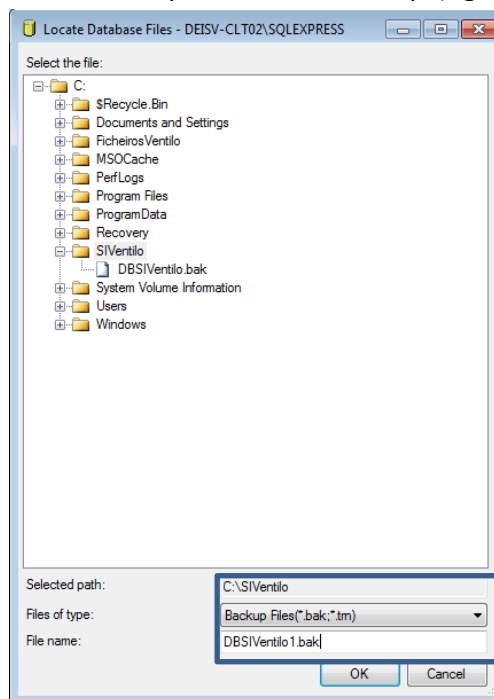 Locate Database Files - DEISV-CLT02\SQLEXPRESS
Select the file:
C:
$Recycle.Bin
Documents and Settings
FicheirosVentilo
MSOCache
PerfLogs
Program Files
ProgramData
Recovery
SIVentilo
DBSIVentilo.bak
System Volume Information
Users
Windows
Selected path: C:\SIVentilo
Files of type: Backup Files(*.bak;*.trn)
File name: DBSIVentilo1.bak
OK Cancel